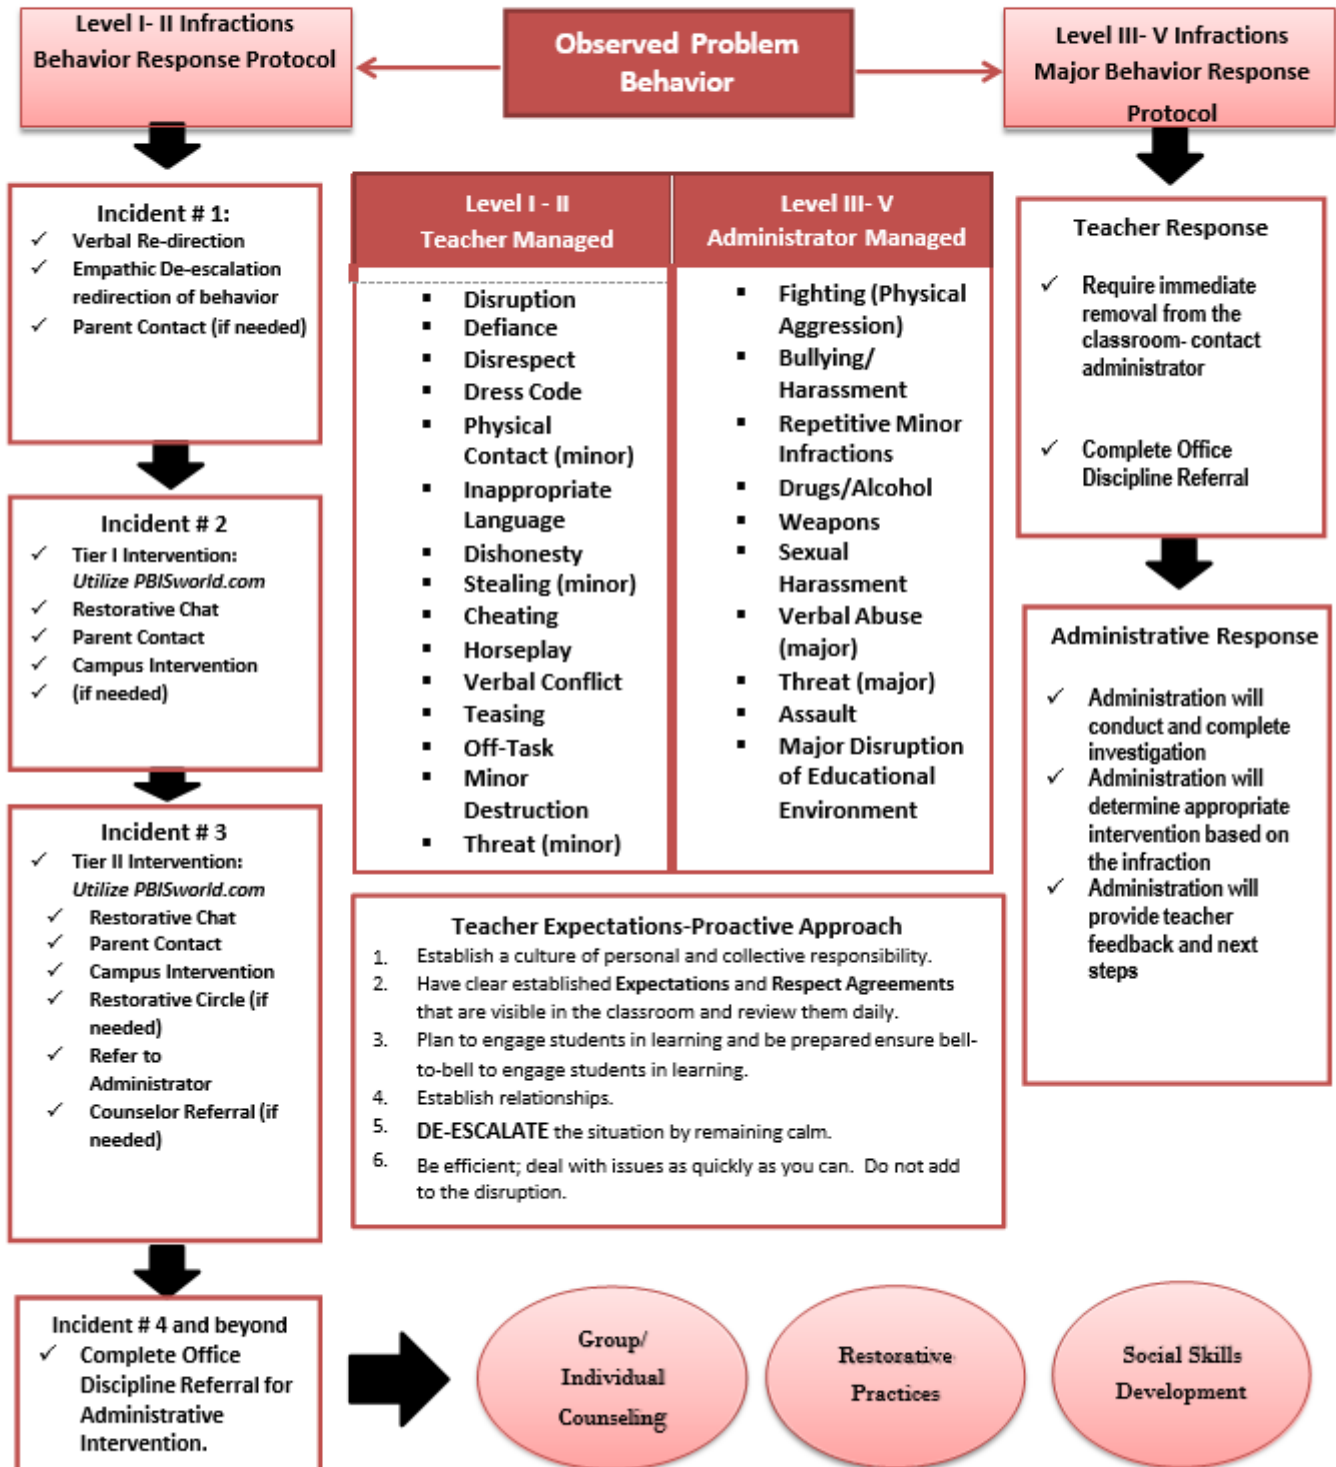 Level I- II Infractions
Behavior Response Protocol
Observed Problem
Behavior
Level III- V Infractions
Major Behavior Response
Protocol
Incident # 1:
✓ Verbal Re-direction
✓ Empathic De-escalation
redirection of behavior
✓ Parent Contact (if needed)
Incident # 2
✓ Tier I Intervention:
Utilize PBISworld.com
✓ Restorative Chat
✓ Parent Contact
✓ Campus Intervention
✓ (if needed)
Incident # 3
✓ Tier II Intervention:
Utilize PBISworld.com
✓ Restorative Chat
✓ Parent Contact
✓ Campus Intervention
✓ Restorative Circle (if
needed)
✓ Refer to
Administrator
✓ Counselor Referral (if
needed)
Incident # 4 and beyond
✓ Complete Office
Discipline Referral for
Administrative
Intervention.
Level I - II
Teacher Managed
▪ Disruption
▪ Defiance
▪ Disrespect
▪ Dress Code
▪ Physical
Contact (minor)
▪ Inappropriate
Language
▪ Dishonesty
▪ Stealing (minor)
▪ Cheating
▪ Horseplay
▪ Verbal Conflict
▪ Teasing
▪ Off-Task
▪ Minor
Destruction
▪ Threat (minor)
Level III- V
Administrator Managed
▪ Fighting (Physical
Aggression)
▪ Bullying/
Harassment
▪ Repetitive Minor
Infractions
▪ Drugs/Alcohol
▪ Weapons
▪ Sexual
Harassment
▪ Verbal Abuse
(major)
▪ Threat (major)
▪ Assault
▪ Major Disruption
of Educational
Environment
Teacher Expectations-Proactive Approach
1. Establish a culture of personal and collective responsibility.
2. Have clear established Expectations and Respect Agreements
that are visible in the classroom and review them daily.
3. Plan to engage students in learning and be prepared ensure bell-
to-bell to engage students in learning.
4. Establish relationships.
5. DE-ESCALATE the situation by remaining calm.
6. Be efficient; deal with issues as quickly as you can. Do not add
to the disruption.
Teacher Response
✓ Require immediate
removal from the
classroom- contact
administrator
✓ Complete Office
Discipline Referral
Administrative Response
✓ Administration will
conduct and complete
investigation
✓ Administration will
determine appropriate
intervention based on
the infraction
✓ Administration will
provide teacher
feedback and next
steps
Group/
Individual
Counseling
Restorative
Practices
Social Skills
Development